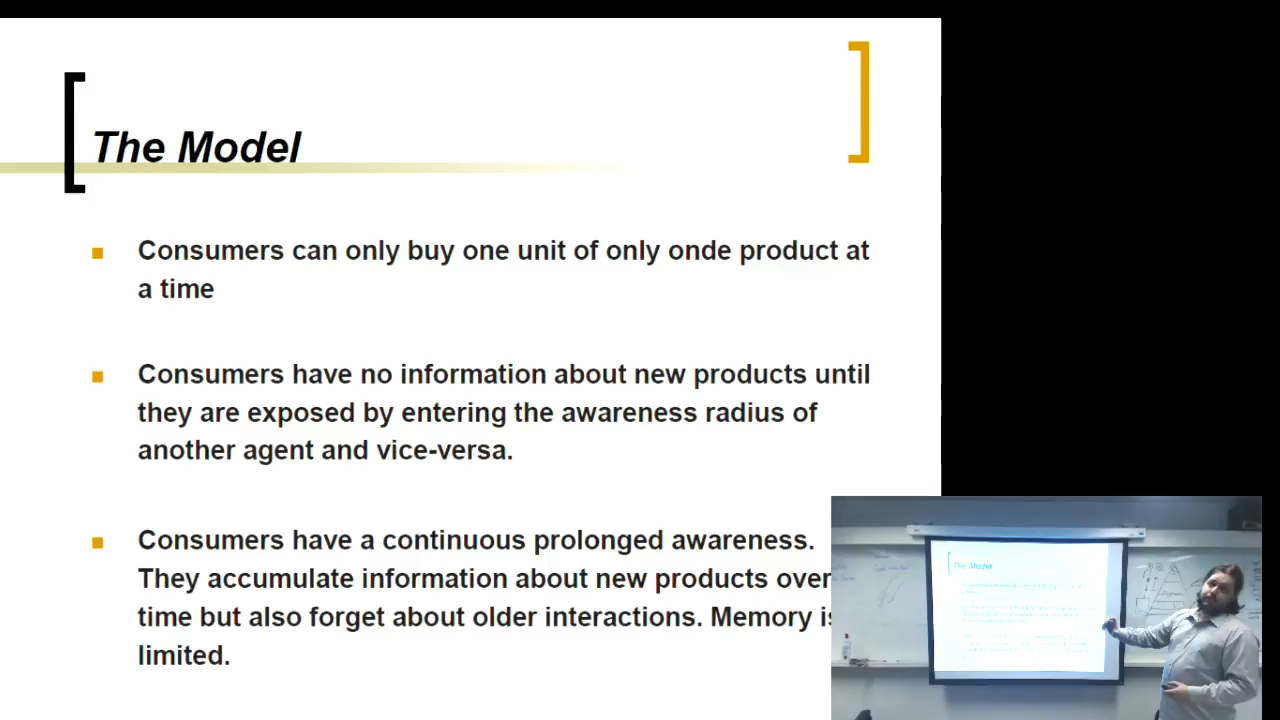 The Model
Consumers can only buy one unit of only onde product at
a time
Consumers have no information about new products until
they are exposed by entering the awareness radius of
another agent and vice-versa.
Consumers have a continuous prolonged awareness.
They accumulate information about new products over
time but also forget about older interactions. Memory is
limited.
The Model